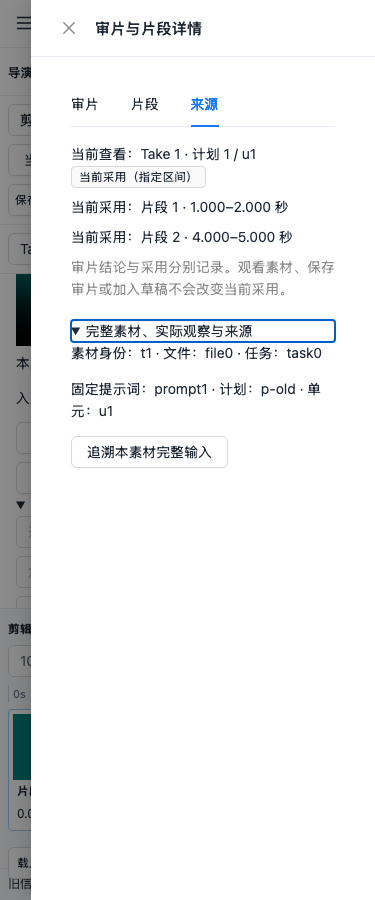 审片与片段详情
审片 片段 来源
当前查看：Take 1 · 计划 1 / u1
当前采用（指定区间）
当前采用：片段 1 · 1.000–2.000 秒
当前采用：片段 2 · 4.000–5.000 秒
审片结论与采用分别记录。观看素材、保存
审片或加入草稿不会改变当前采用。
▼ 完整素材、实际观察与来源
素材身份：t1 · 文件：file0 · 任务：task0
固定提示词：prompt1 · 计划：p-old · 单
元：u1
追溯本素材完整输入
导演
剪
当
保存
Ta
本
入
剪辑
10
0s
片段
0.0
载入
旧信